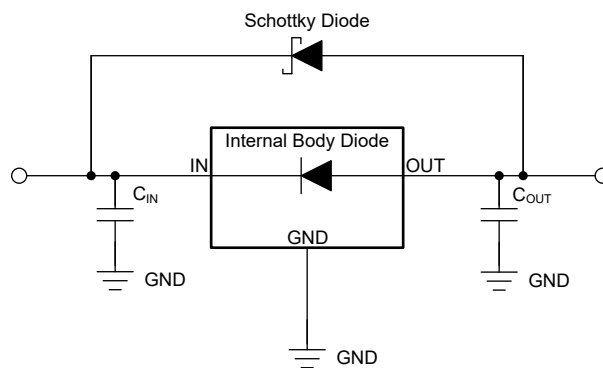 Schottky Diode
Internal Body Diode
IN
OUT
CIN
COUT
GND
GND
GND
GND